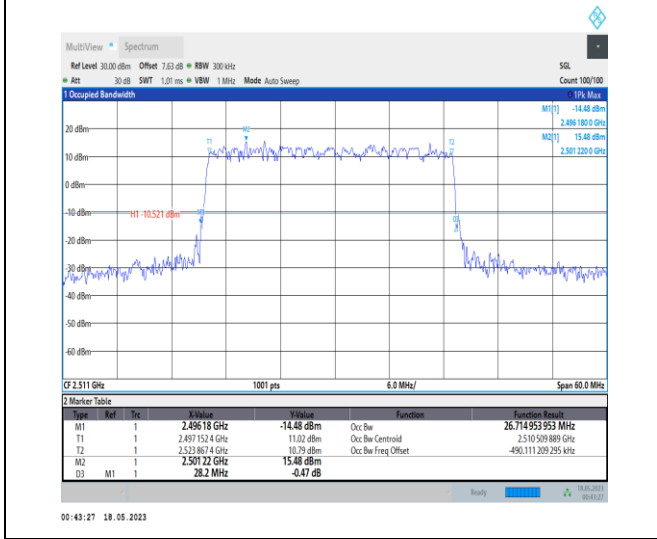 MultiView Spectrum
Ref Level 30.00 dBm Offset 7.63 dB RBW 300 kHz SGL
Att 30 dB SWT 1.01 ms VBW 1 MHz Mode Auto Sweep Count 100/100
1 Occupied Bandwidth 1Pk Max
M1[1] -14.48 dBm
2.496 180 0 GHz
M2[1] 15.48 dBm
2.501 220 0 GHz
20 dBm
T1 M2 T2
10 dBm
0 dBm
-10 dBm H1 -10.521 dBm M1 D3
-20 dBm
-30 dBm
-40 dBm
-50 dBm
-60 dBm
CF 2.511 GHz 1001 pts 6.0 MHz/ Span 60.0 MHz
2 Marker Table
Type Ref Trc X-Value Y-Value Function Function Result
M1 1 2.496 18 GHz -14.48 dBm Occ Bw 26.714 953 953 MHz
T1 1 2.497 152 4 GHz 11.02 dBm Occ Bw Centroid 2.510 509 889 GHz
T2 1 2.523 867 4 GHz 10.79 dBm Occ Bw Freq Offset -490.111 209 295 kHz
M2 1 2.501 22 GHz 15.48 dBm
D3 M1 1 28.2 MHz -0.47 dB
Ready 18.05.2023
00:43:27
00:43:27 18.05.2023